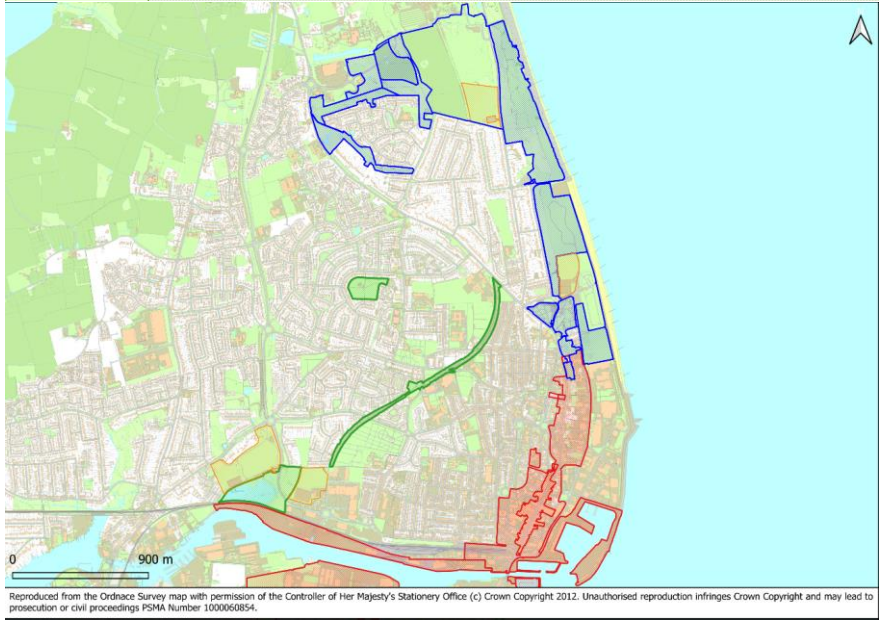 0
900 m
Reproduced from the Ordnace Survey map with permission of the Controller of Her Majesty's Stationery Office (c) Crown Copyright 2012. Unauthorised reproduction infringes Crown Copyright and may lead to
prosecution or civil proceedings PSMA Number 1000060854.